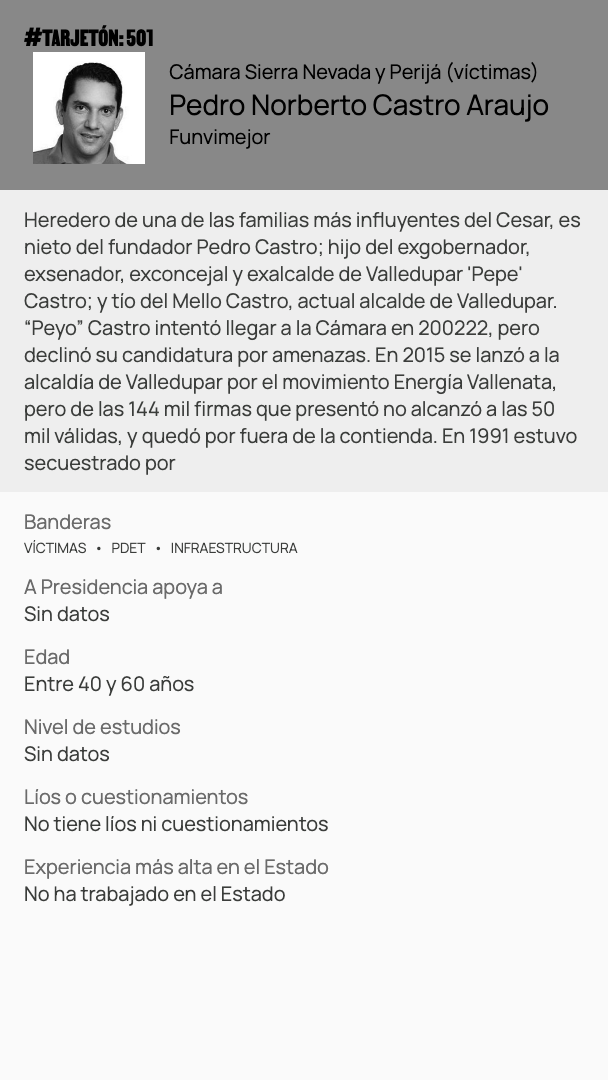 #TARJETÓN: 501
Cámara Sierra Nevada y Perijá (víctimas)
Pedro Norberto Castro Araujo
Funvimejor
Heredero de una de las familias más influyentes del Cesar, es
nieto del fundador Pedro Castro; hijo del exgobernador,
exsenador, exconcejal y exalcalde de Valledupar 'Pepe'
Castro; y tío del Mello Castro, actual alcalde de Valledupar.
“Peyo” Castro intentó llegar a la Cámara en 200222, pero
declinó su candidatura por amenazas. En 2015 se lanzó a la
alcaldía de Valledupar por el movimiento Energía Vallenata,
pero de las 144 mil firmas que presentó no alcanzó a las 50
mil válidas, y quedó por fuera de la contienda. En 1991 estuvo
secuestrado por
Banderas
VÍCTIMAS • PDET • INFRAESTRUCTURA
A Presidencia apoya a
Sin datos
Edad
Entre 40 y 60 años
Nivel de estudios
Sin datos
Líos o cuestionamientos
No tiene líos ni cuestionamientos
Experiencia más alta en el Estado
No ha trabajado en el Estado